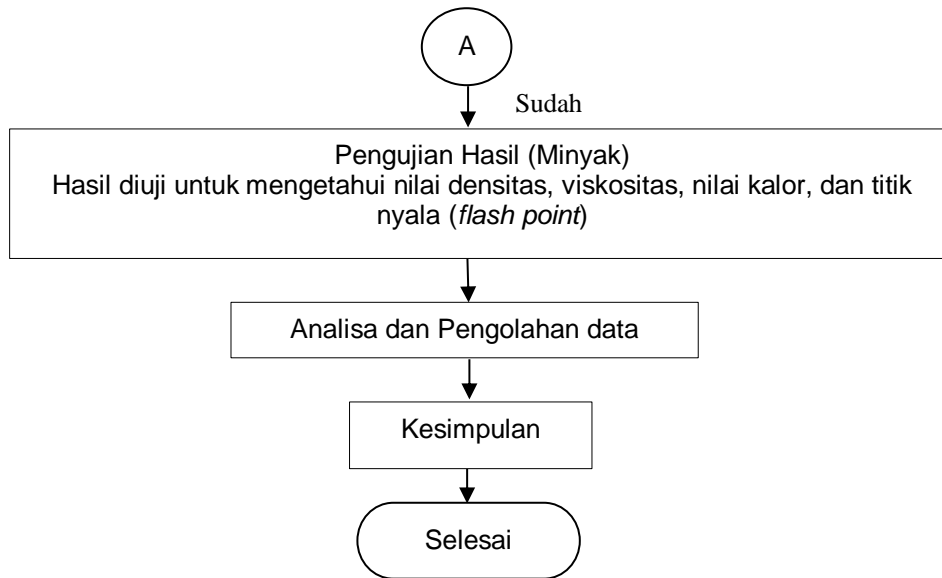 A
Sudah
Pengujian Hasil (Minyak)
Hasil diuji untuk mengetahui nilai densitas, viskositas, nilai kalor, dan titik
nyala (flash point)
Analisa dan Pengolahan data
Kesimpulan
Selesai